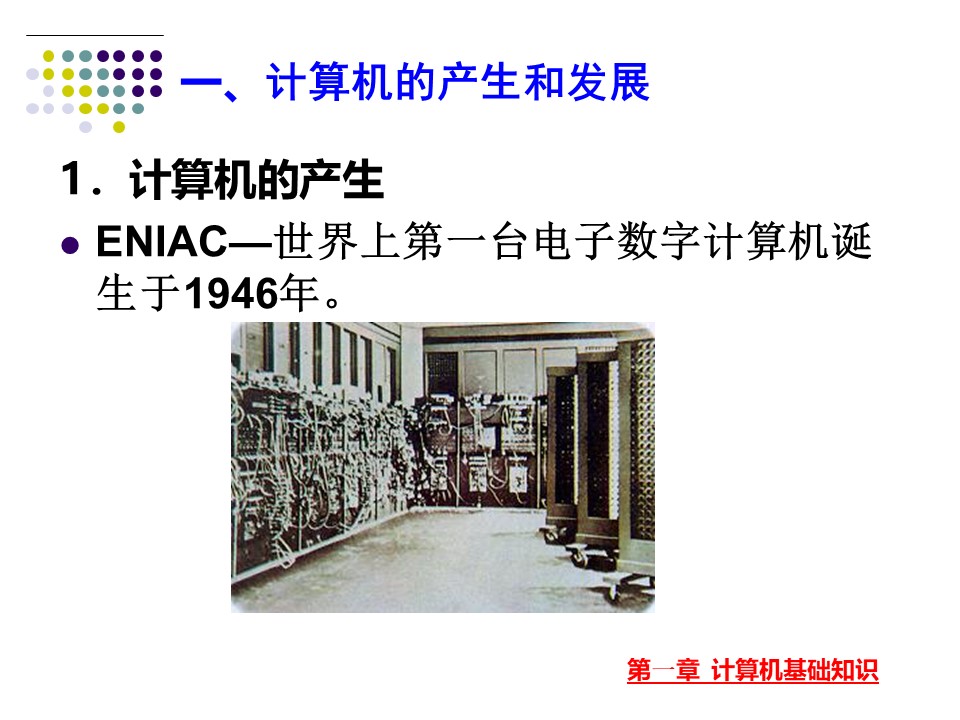 一、计算机的产生和发展
1．计算机的产生
ENIAC—世界上第一台电子数字计算机诞
生于1946年。
第一章 计算机基础知识